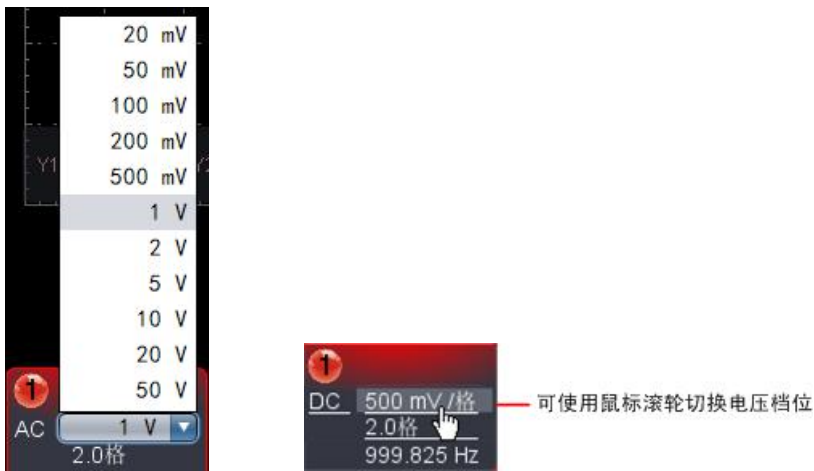 20 mV
50 mV
100 mV
200 mV
Y1
500 mV
1 V
2 V
5 V
10 V
20 V
50 V
1
AC 1 V
2.0格
1
DC 500 mV/格
2.0格
999.825 Hz
可使用鼠标滚轮切换电压档位